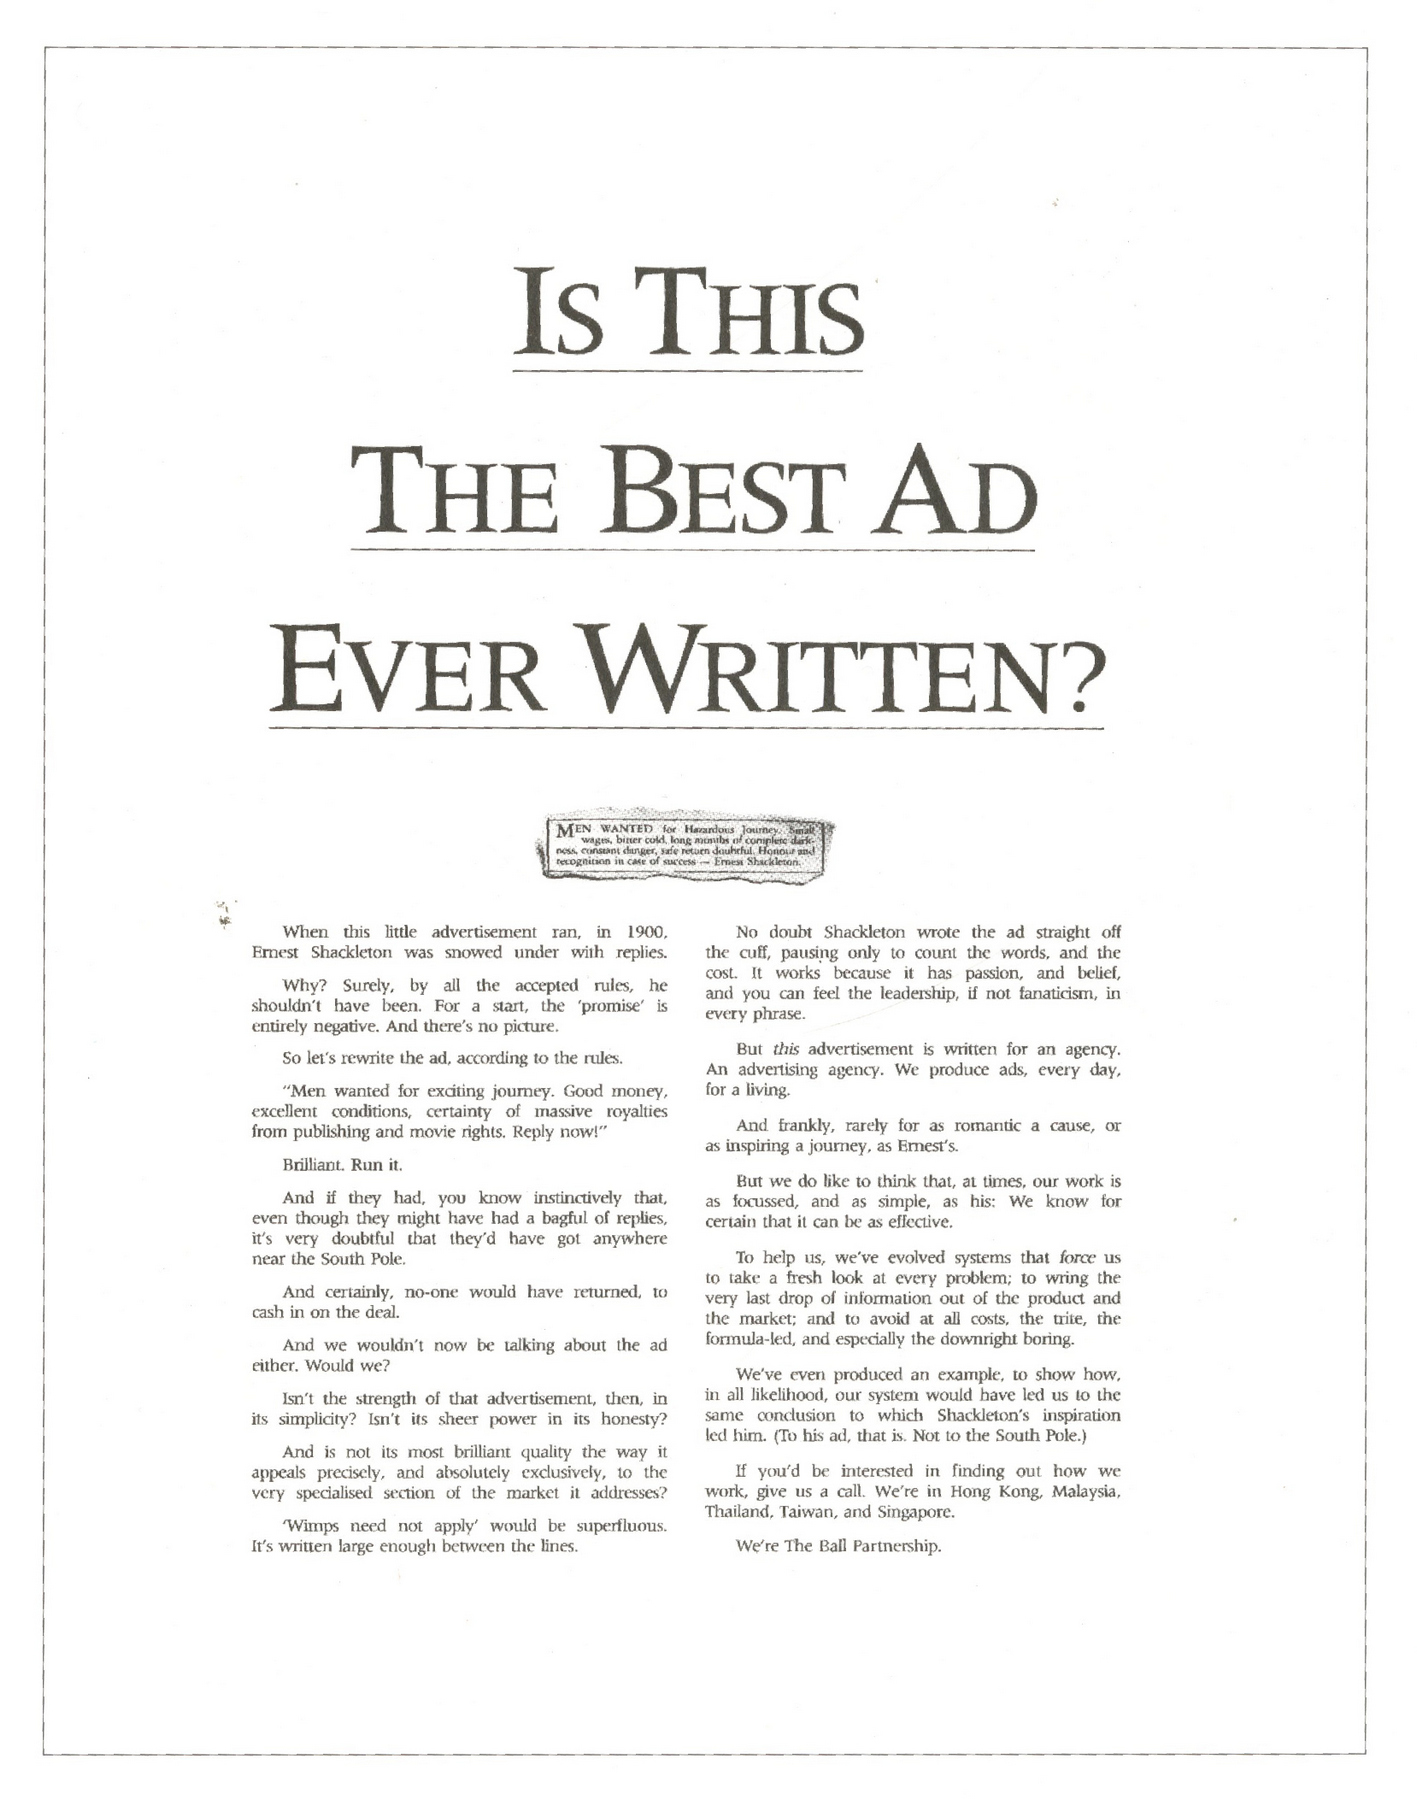 IS THIS
THE BEST AD
EVER WRITTEN?
MEN WANTED for Hazardous Journey. Small
wages, bitter cold, long months of complete dark-
ness, constant danger, safe return doubtful. Honour and
recognition in case of success — Ernest Shackleton.
When this little advertisement ran, in 1900,
Ernest Shackleton was snowed under with replies.
Why? Surely, by all the accepted rules, he
shouldn't have been. For a start, the 'promise' is
entirely negative. And there's no picture.
So let's rewrite the ad, according to the rules.
"Men wanted for exciting journey. Good money,
excellent conditions, certainty of massive royalties
from publishing and movie rights. Reply now!"
Brilliant. Run it.
And if they had, you know instinctively that,
even though they might have had a bagful of replies,
it's very doubtful that they'd have got anywhere
near the South Pole.
And certainly, no-one would have returned, to
cash in on the deal.
And we wouldn't now be talking about the ad
either. Would we?
Isn't the strength of that advertisement, then, in
its simplicity? Isn't its sheer power in its honesty?
And is not its most brilliant quality the way it
appeals precisely, and absolutely exclusively, to the
very specialised section of the market it addresses?
'Wimps need not apply' would be superfluous.
It's written large enough between the lines.
No doubt Shackleton wrote the ad straight off
the cuff, pausing only to count the words, and the
cost. It works because it has passion, and belief,
and you can feel the leadership, if not fanaticism, in
every phrase.
But this advertisement is written for an agency.
An advertising agency. We produce ads, every day,
for a living.
And frankly, rarely for as romantic a cause, or
as inspiring a journey, as Ernest's.
But we do like to think that, at times, our work is
as focussed, and as simple, as his: We know for
certain that it can be as effective.
To help us, we've evolved systems that force us
to take a fresh look at every problem; to wring the
very last drop of information out of the product and
the market; and to avoid at all costs, the trite, the
formula-led, and especially the downright boring.
We've even produced an example, to show how,
in all likelihood, our system would have led us to the
same conclusion to which Shackleton's inspiration
led him. (To his ad, that is. Not to the South Pole.)
If you'd be interested in finding out how we
work, give us a call. We're in Hong Kong, Malaysia,
Thailand, Taiwan, and Singapore.
We're The Ball Partnership.